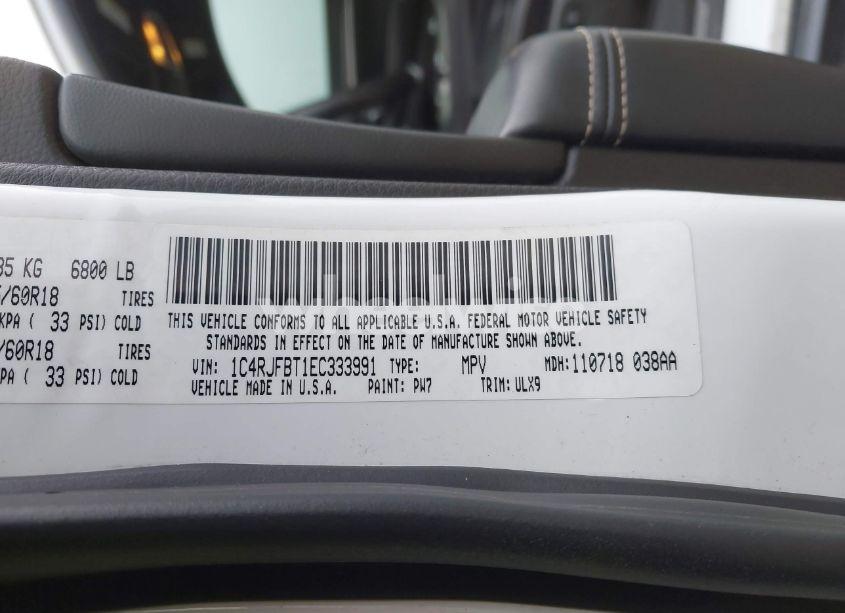 35 KG 6800 LB
/60R18 TIRES
KPA ( 33 PSI) COLD
/60R18 TIRES
PA ( 33 PSI) COLD
THIS VEHICLE CONFORMS TO ALL APPLICABLE U.S.A. FEDERAL MOTOR VEHICLE SAFETY
STANDARDS IN EFFECT ON THE DATE OF MANUFACTURE SHOWN ABOVE.
VIN: 1C4RJFBT1EC333991 TYPE: MPV MDH:110718 038AA
VEHICLE MADE IN U.S.A. PAINT: PW7 TRIM: ULX9